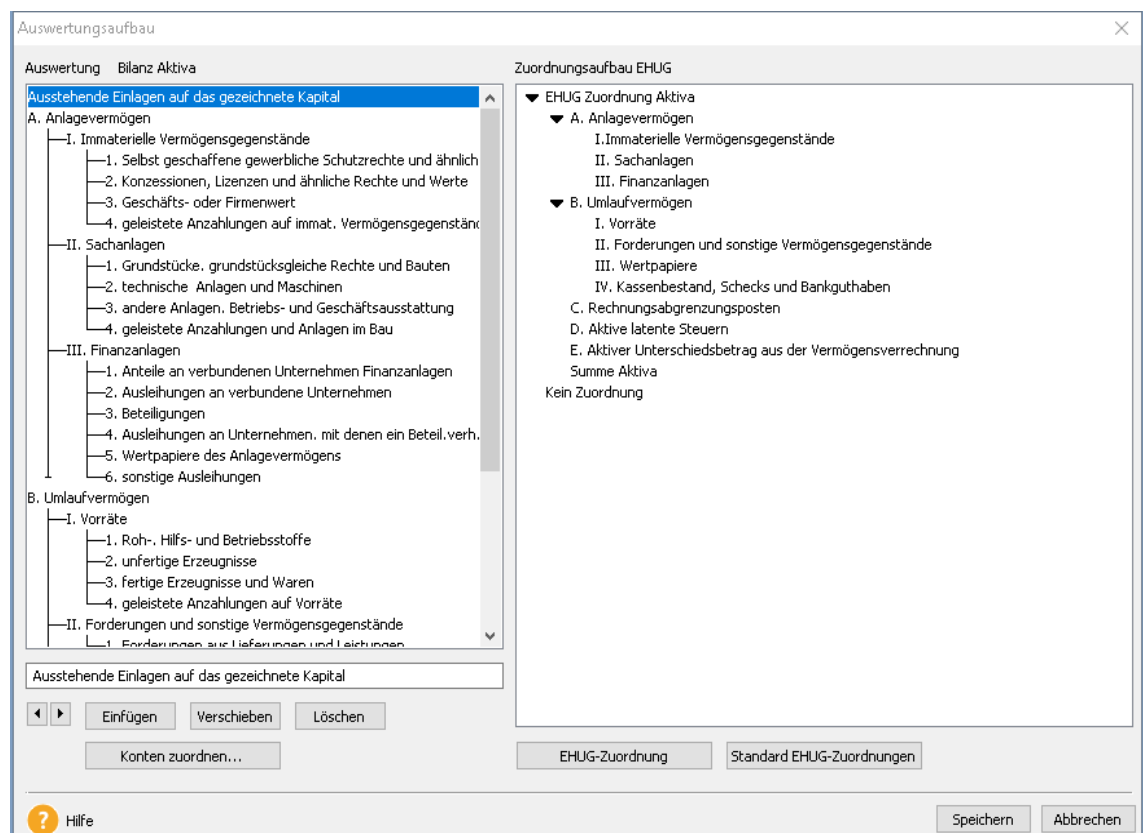 Auswertungsaufbau
Auswertung Bilanz Aktiva
Ausstehende Einlagen auf das gezeichnete Kapital
A. Anlagevermögen
I. Immaterielle Vermögensgegenstände
1. Selbst geschaffene gewerbliche Schutzrechte und ähnlich
2. Konzessionen, Lizenzen und ähnliche Rechte und Werte
3. Geschäfts- oder Firmenwert
4. geleistete Anzahlungen auf immat. Vermögensgegenstänc
II. Sachanlagen
1. Grundstücke. grundstücksgleiche Rechte und Bauten
2. technische Anlagen und Maschinen
3. andere Anlagen. Betriebs- und Geschäftsausstattung
4. geleistete Anzahlungen und Anlagen im Bau
III. Finanzanlagen
1. Anteile an verbundenen Unternehmen Finanzanlagen
2. Ausleihungen an verbundene Unternehmen
3. Beteiligungen
4. Ausleihungen an Unternehmen. mit denen ein Beteil.verh.
5. Wertpapiere des Anlagevermögens
6. sonstige Ausleihungen
B. Umlaufvermögen
I. Vorräte
1. Roh-. Hilfs- und Betriebsstoffe
2. unfertige Erzeugnisse
3. fertige Erzeugnisse und Waren
4. geleistete Anzahlungen auf Vorräte
II. Forderungen und sonstige Vermögensgegenstände
1. Forderungen aus Lieferungen und Leistungen
Ausstehende Einlagen auf das gezeichnete Kapital
Einfügen Verschieben Löschen
Konten zuordnen...
Zuordnungsaufbau EHUG
EHUG Zuordnung Aktiva
A. Anlagevermögen
I.Immaterielle Vermögensgegenstände
II. Sachanlagen
III. Finanzanlagen
B. Umlaufvermögen
I. Vorräte
II. Forderungen und sonstige Vermögensgegenstände
III. Wertpapiere
IV. Kassenbestand, Schecks und Bankguthaben
C. Rechnungsabgrenzungsposten
D. Aktive latente Steuern
E. Aktiver Unterschiedsbetrag aus der Vermögensverrechnung
Summe Aktiva
Kein Zuordnung
EHUG-Zuordnung Standard EHUG-Zuordnungen
? Hilfe
Speichern Abbrechen